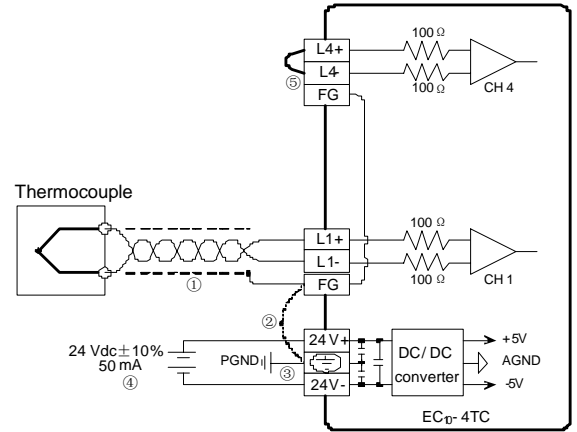 100 Ω
L4+
L4-
⑤
FG
100 Ω
CH 4
Thermocouple
100 Ω
L1+
L1-
①
FG
100 Ω
CH 1
②
24 V+
24 Vdc±10%
50 mA
④
PGND
③
24V-
DC/DC
converter
+5V
AGND
-5V
EC10-4TC